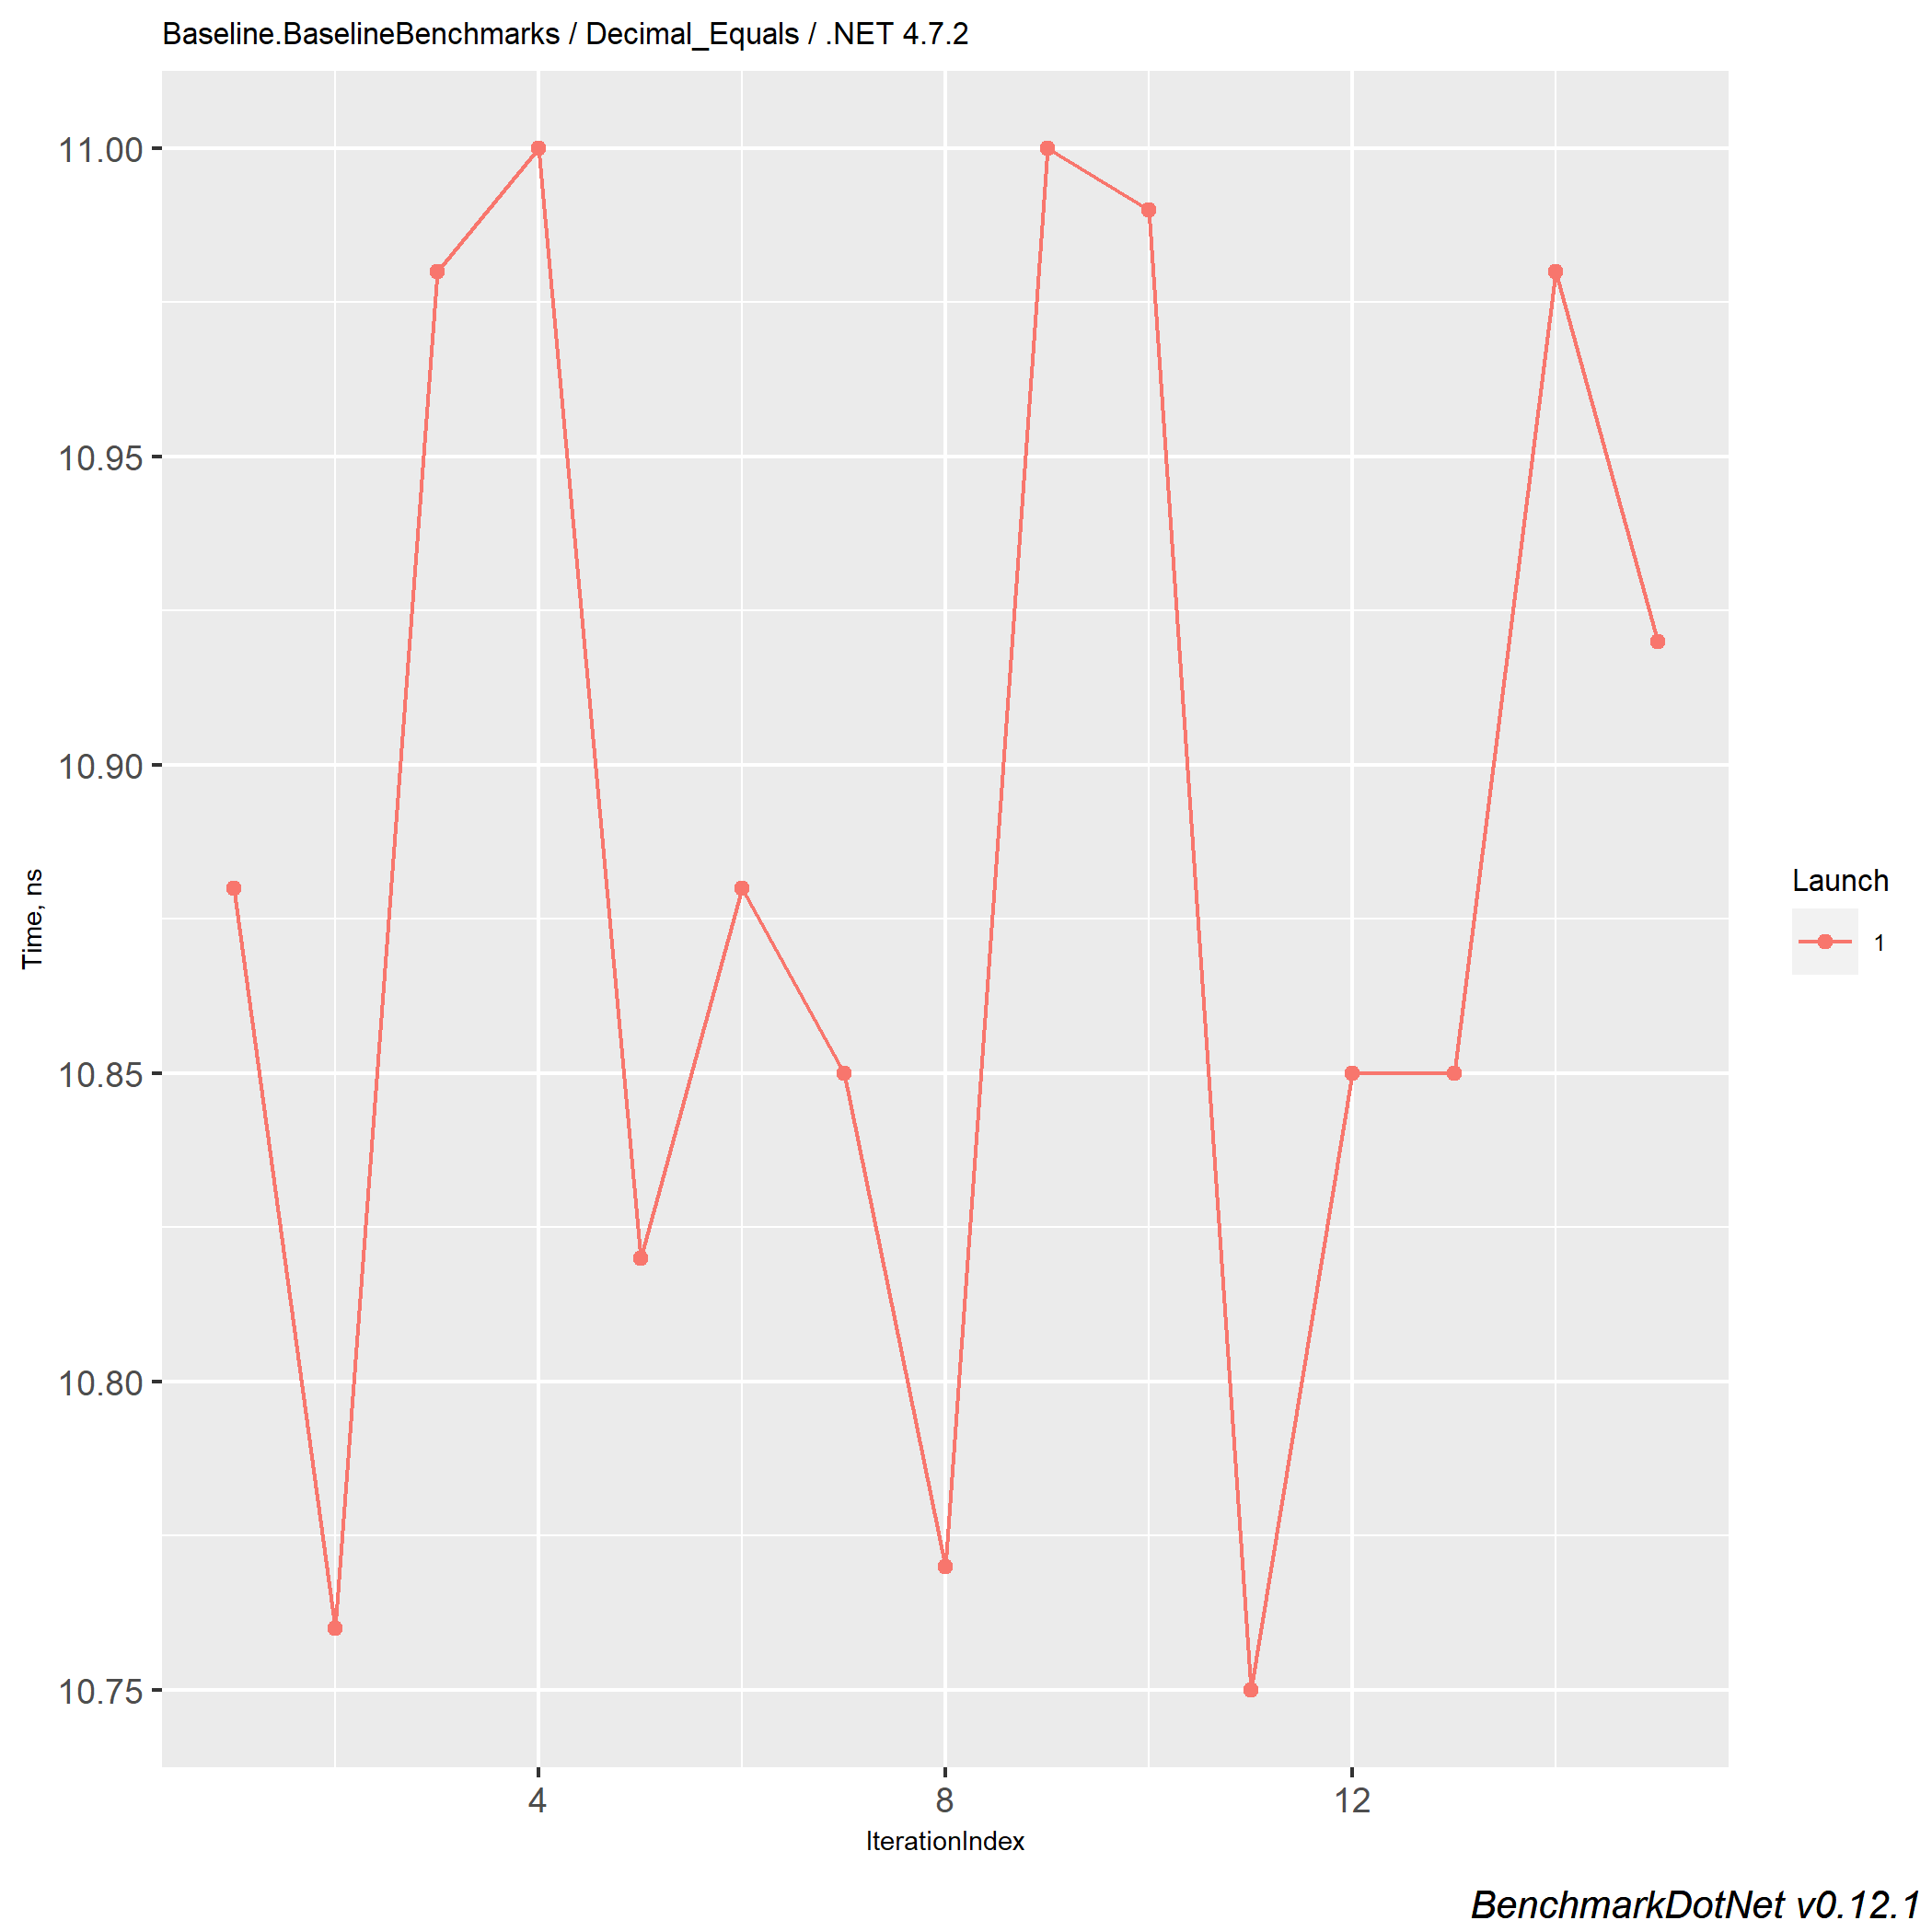 Baseline.BaselineBenchmarks / Decimal_Equals / .NET 4.7.2
11.00
10.95
10.90
10.85
10.80
10.75
Time, ns
4
8
12
IterationIndex
Launch
1
BenchmarkDotNet v0.12.1